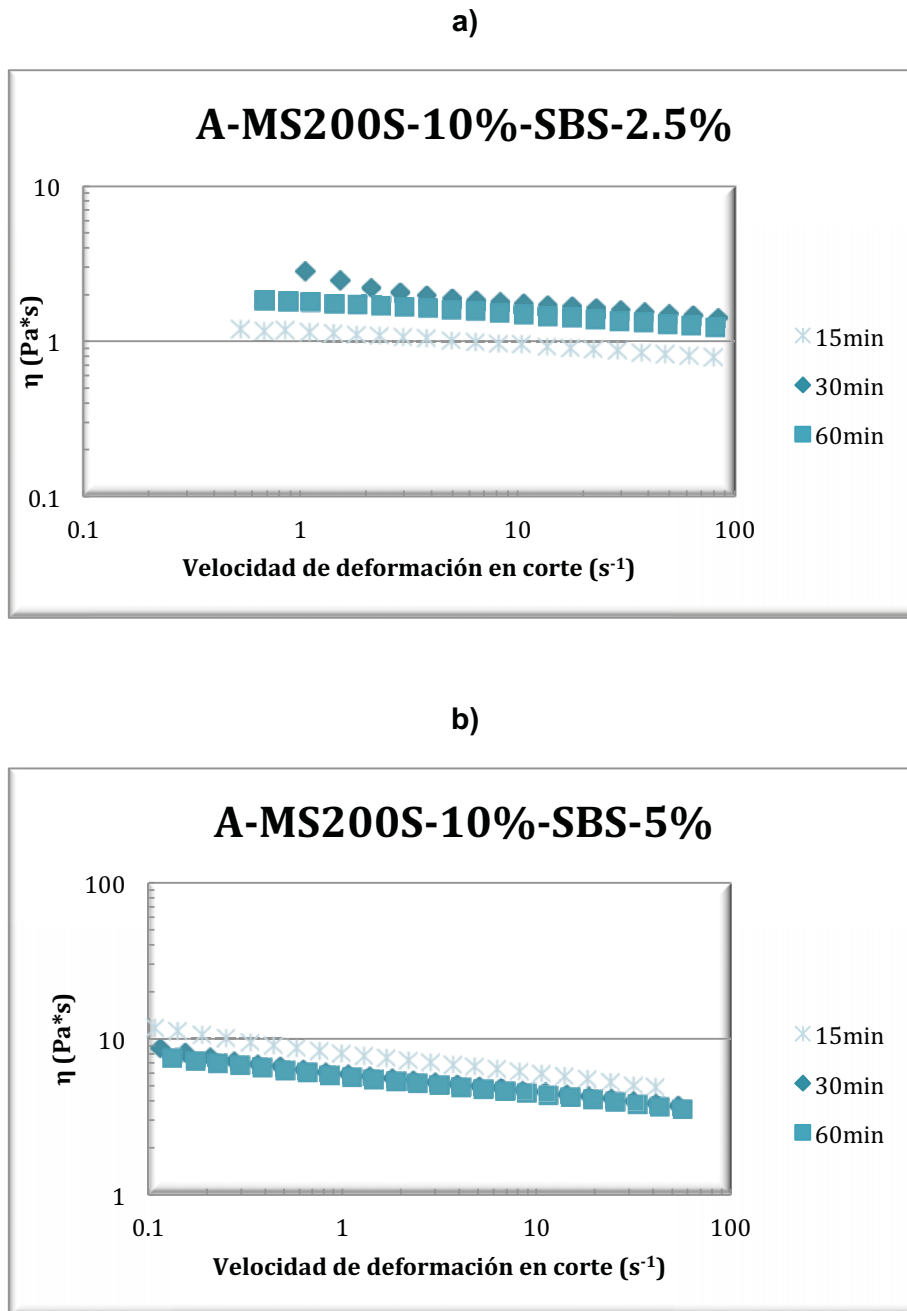 a)
A-MS200S-10%-SBS-2.5%
10
1
0.1
η (Pa*s)
0.1 1 10 100
Velocidad de deformación en corte (s⁻¹)
15min
30min
60min
b)
A-MS200S-10%-SBS-5%
100
10
1
η (Pa*s)
0.1 1 10 100
Velocidad de deformación en corte (s⁻¹)
15min
30min
60min